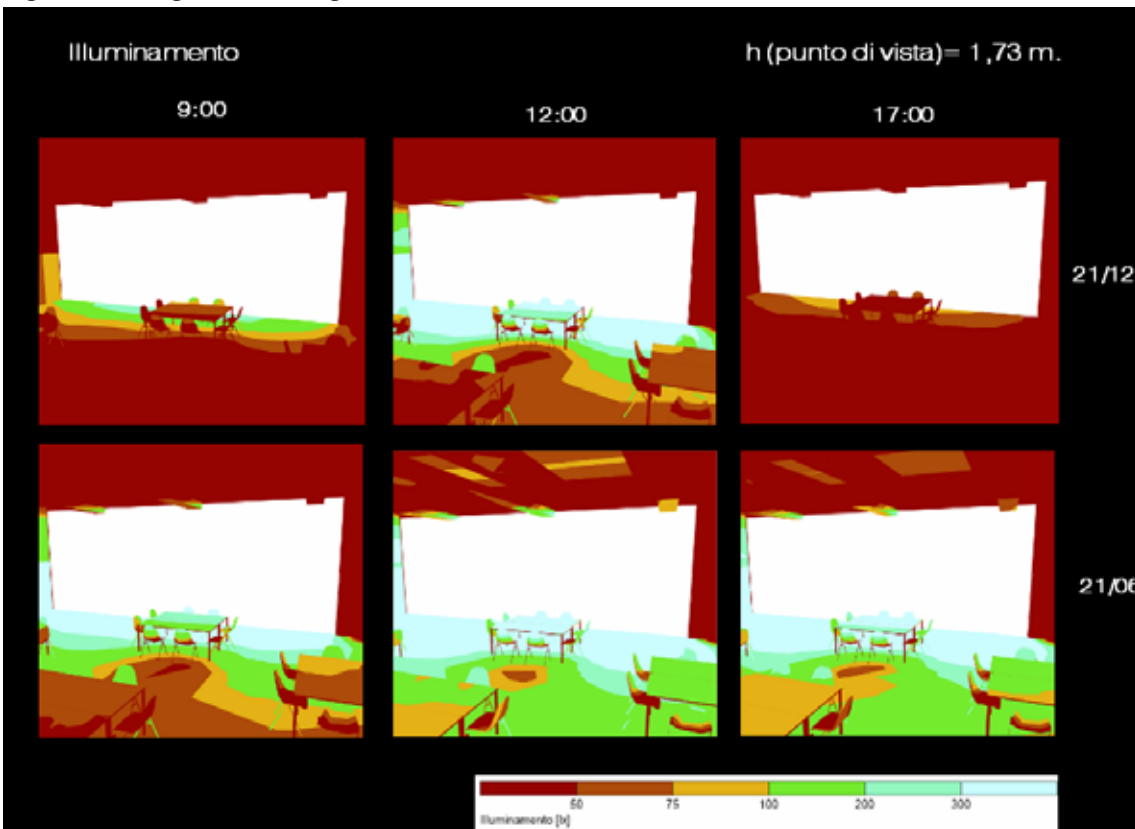 Illuminamento
h (punto di vista)= 1,73 m.
9:00
12:00
17:00
21/12
21/06
50 75 100 200 300
Illuminamento [lx]